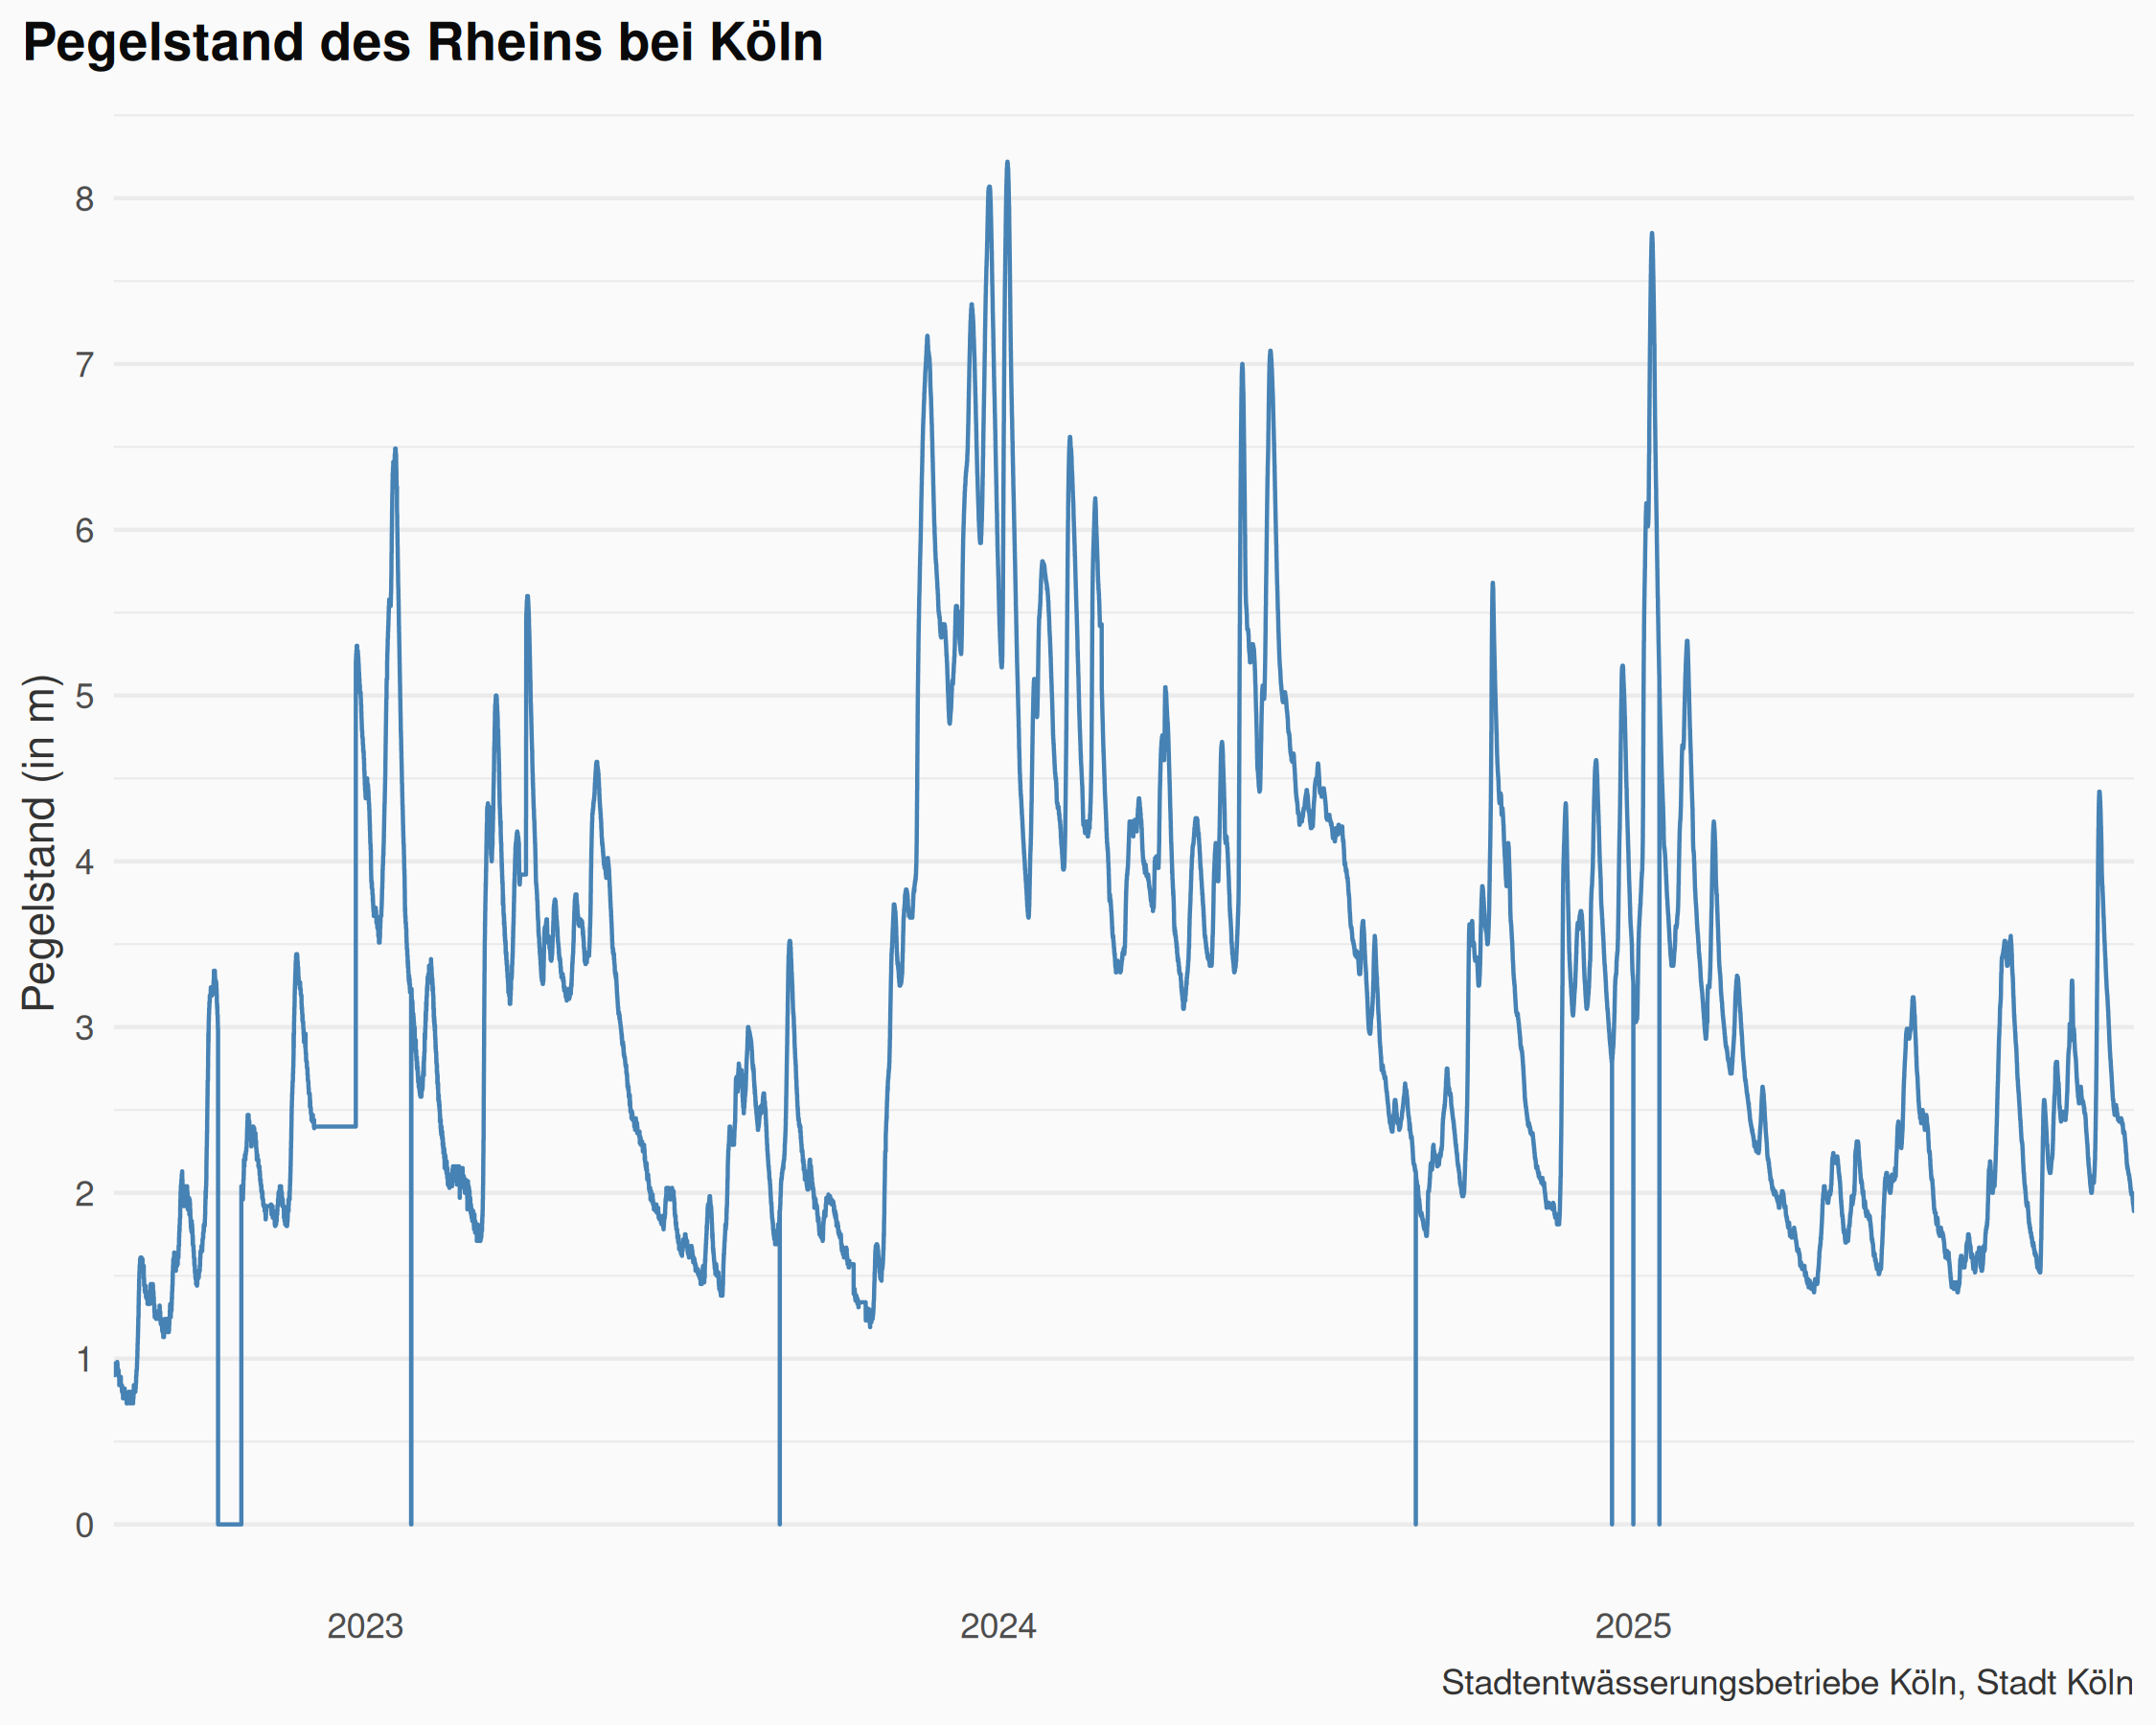 Pegelstand des Rheins bei Köln
Pegelstand (in m)
8
7
6
5
4
3
2
1
0
2023 2024 2025
Stadtentwässerungsbetriebe Köln, Stadt Köln